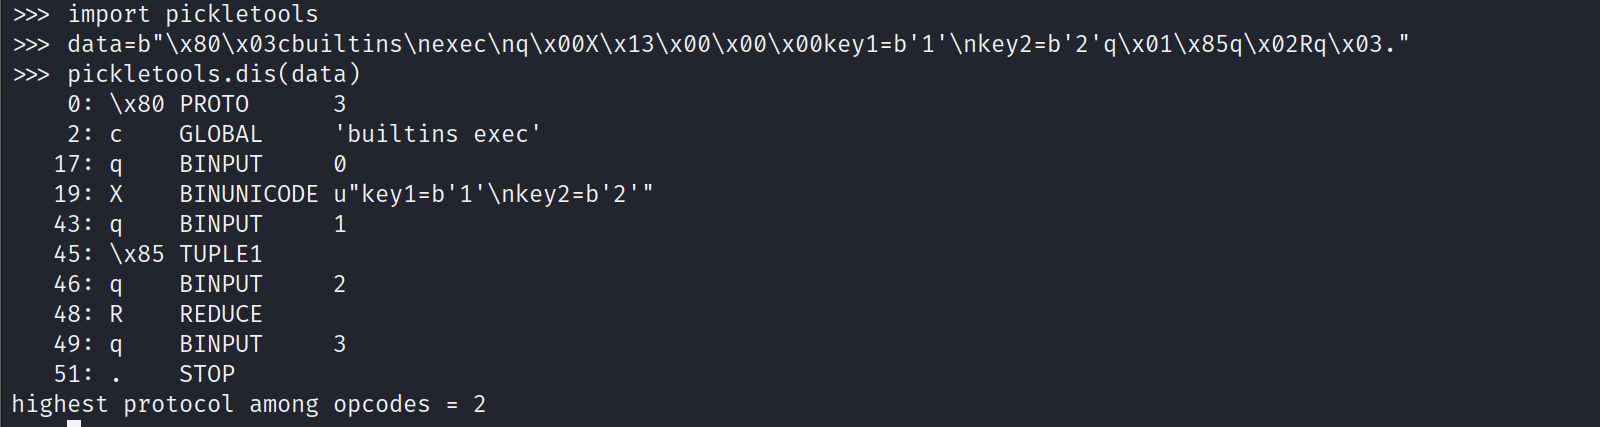 >>> import pickletools
>>> data=b"\x80\x03cbuiltins\nexec\nq\x00X\x13\x00\x00\x00key1=b'1'\nkey2=b'2'q\x01\x85q\x02Rq\x03."
>>> pickletools.dis(data)
    0: \x80 PROTO      3
    2: c    GLOBAL     'builtins exec'
   17: q    BINPUT     0
   19: X    BINUNICODE u"key1=b'1'\nkey2=b'2'"
   43: q    BINPUT     1
   45: \x85 TUPLE1
   46: q    BINPUT     2
   48: R    REDUCE
   49: q    BINPUT     3
   51: .    STOP
highest protocol among opcodes = 2